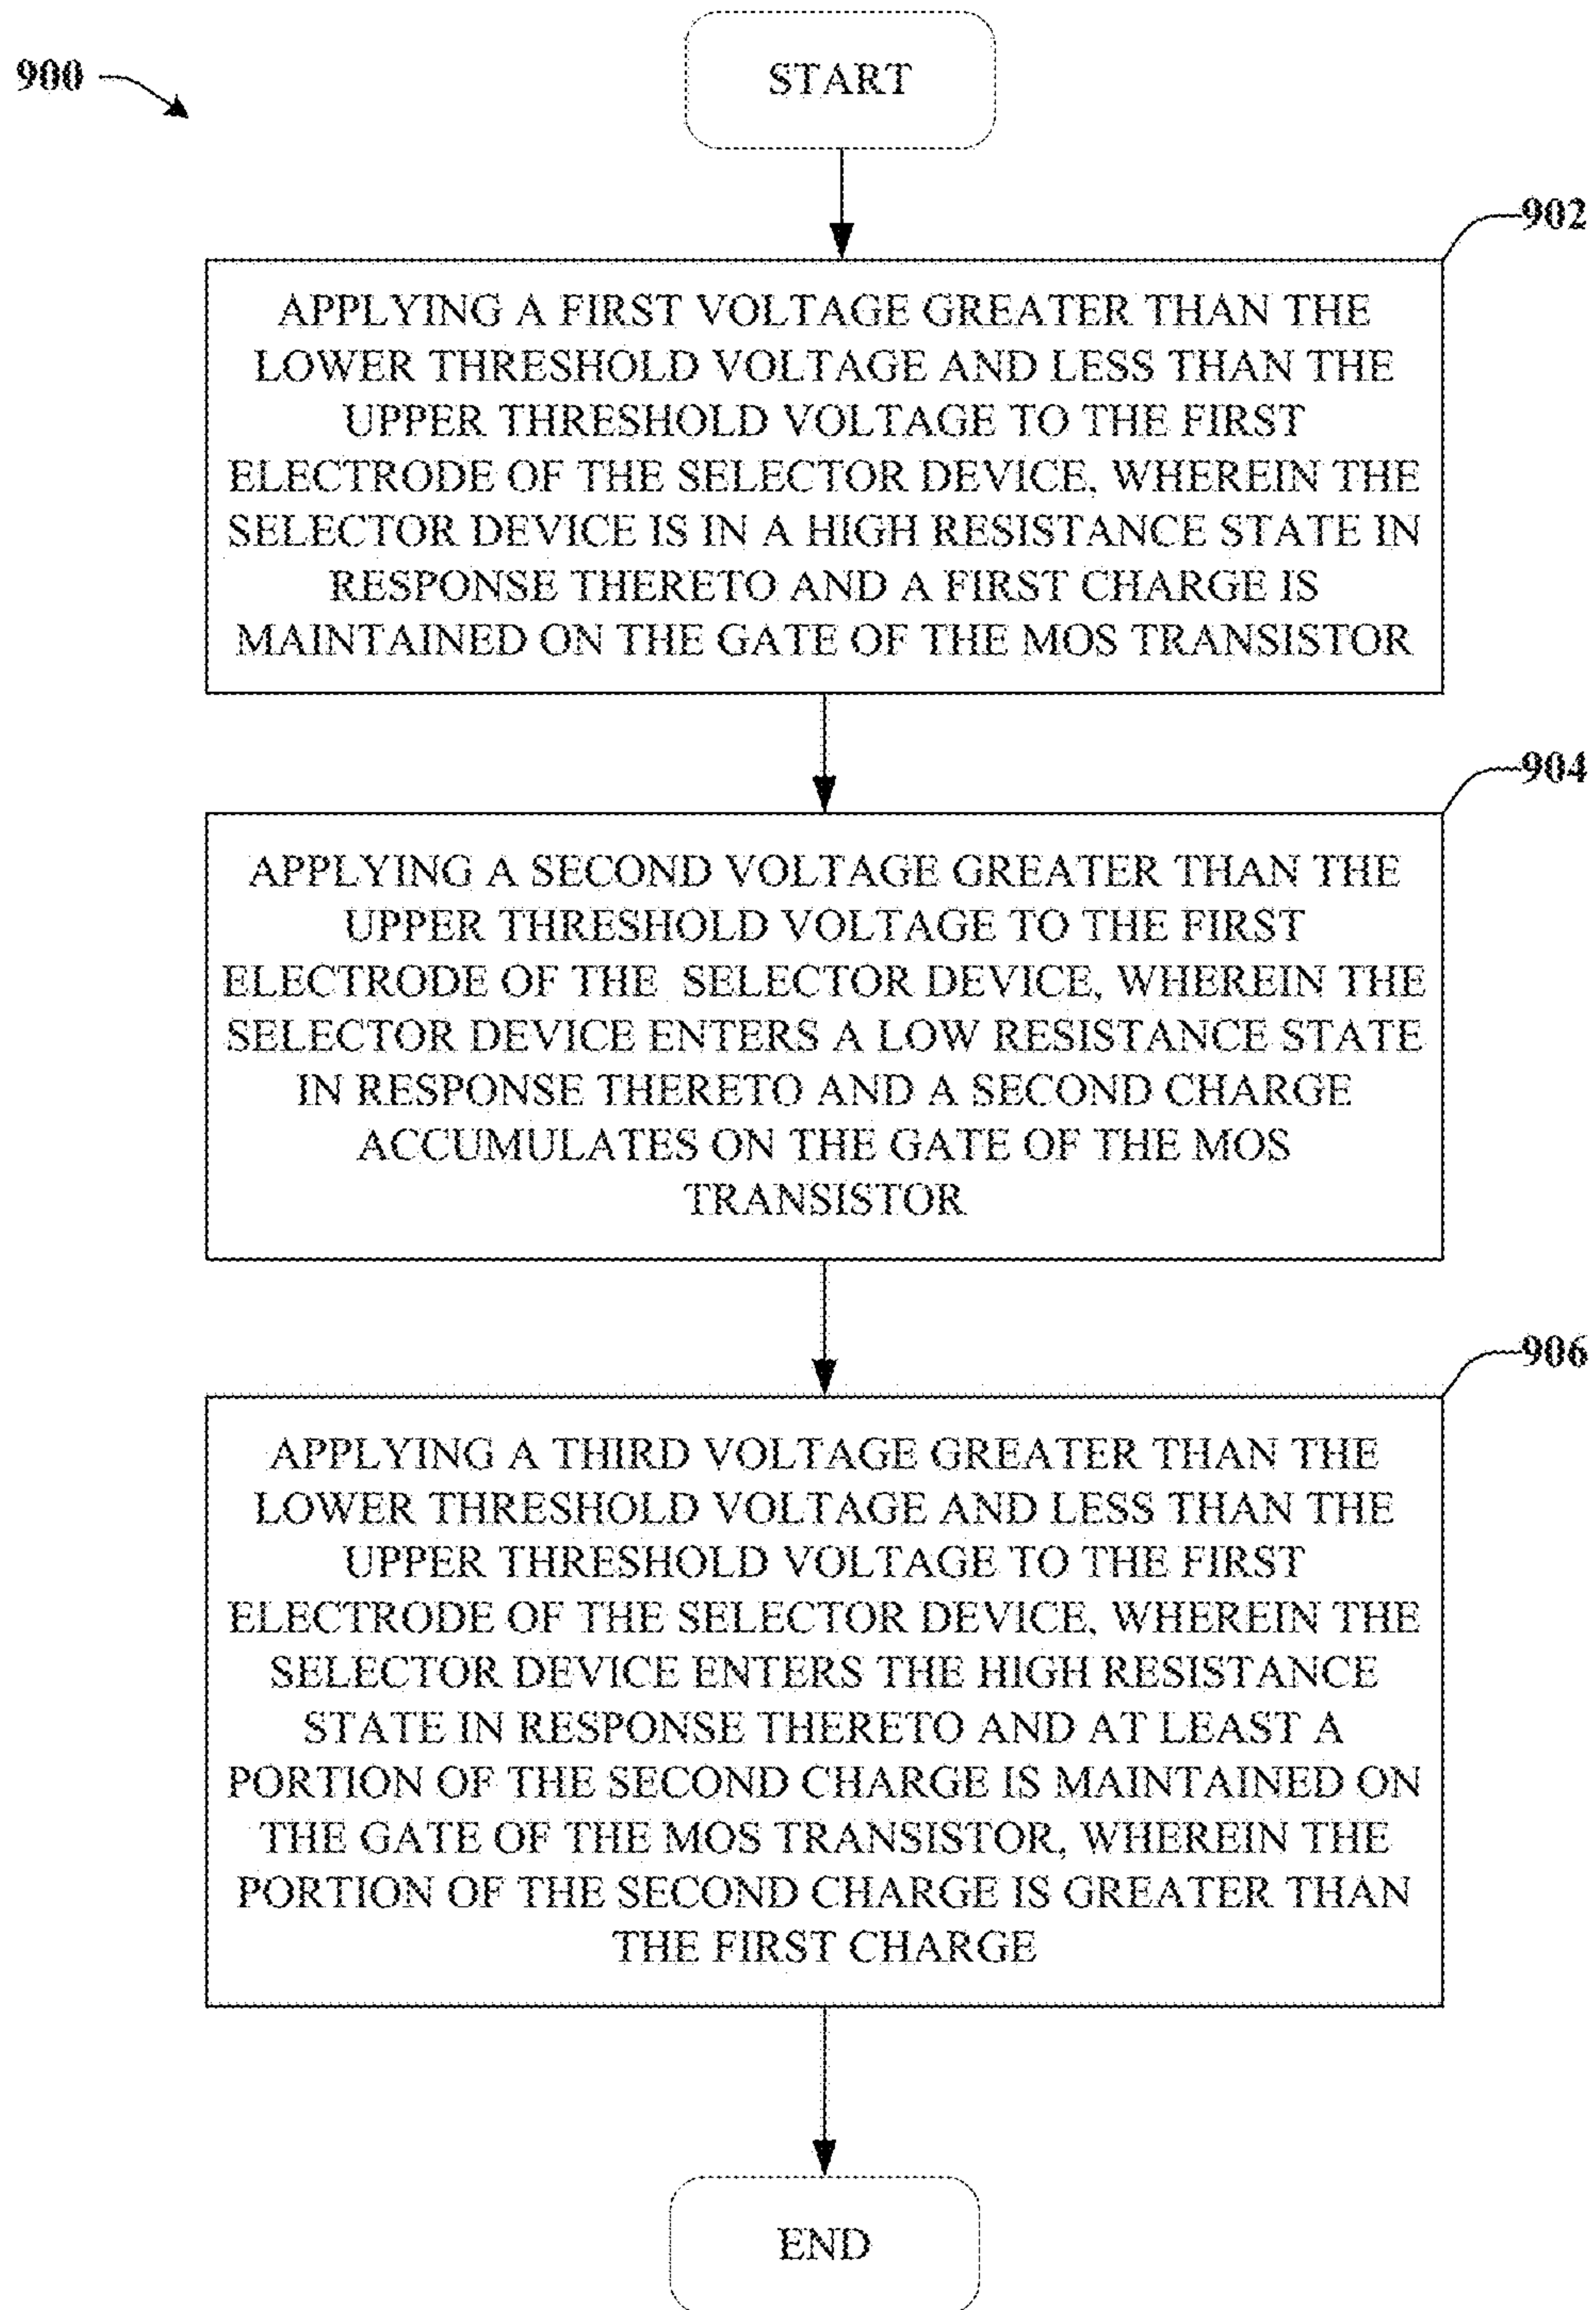 900
START
902
APPLYING A FIRST VOLTAGE GREATER THAN THE
LOWER THRESHOLD VOLTAGE AND LESS THAN THE
UPPER THRESHOLD VOLTAGE TO THE FIRST
ELECTRODE OF THE SELECTOR DEVICE, WHEREIN THE
SELECTOR DEVICE IS IN A HIGH RESISTANCE STATE IN
RESPONSE THERETO AND A FIRST CHARGE IS
MAINTAINED ON THE GATE OF THE MOS TRANSISTOR
904
APPLYING A SECOND VOLTAGE GREATER THAN THE
UPPER THRESHOLD VOLTAGE TO THE FIRST
ELECTRODE OF THE SELECTOR DEVICE, WHEREIN THE
SELECTOR DEVICE ENTERS A LOW RESISTANCE STATE
IN RESPONSE THERETO AND A SECOND CHARGE
ACCUMULATES ON THE GATE OF THE MOS
TRANSISTOR
906
APPLYING A THIRD VOLTAGE GREATER THAN THE
LOWER THRESHOLD VOLTAGE AND LESS THAN THE
UPPER THRESHOLD VOLTAGE TO THE FIRST
ELECTRODE OF THE SELECTOR DEVICE, WHEREIN THE
SELECTOR DEVICE ENTERS THE HIGH RESISTANCE
STATE IN RESPONSE THERETO AND AT LEAST A
PORTION OF THE SECOND CHARGE IS MAINTAINED ON
THE GATE OF THE MOS TRANSISTOR, WHEREIN THE
PORTION OF THE SECOND CHARGE IS GREATER THAN
THE FIRST CHARGE
END